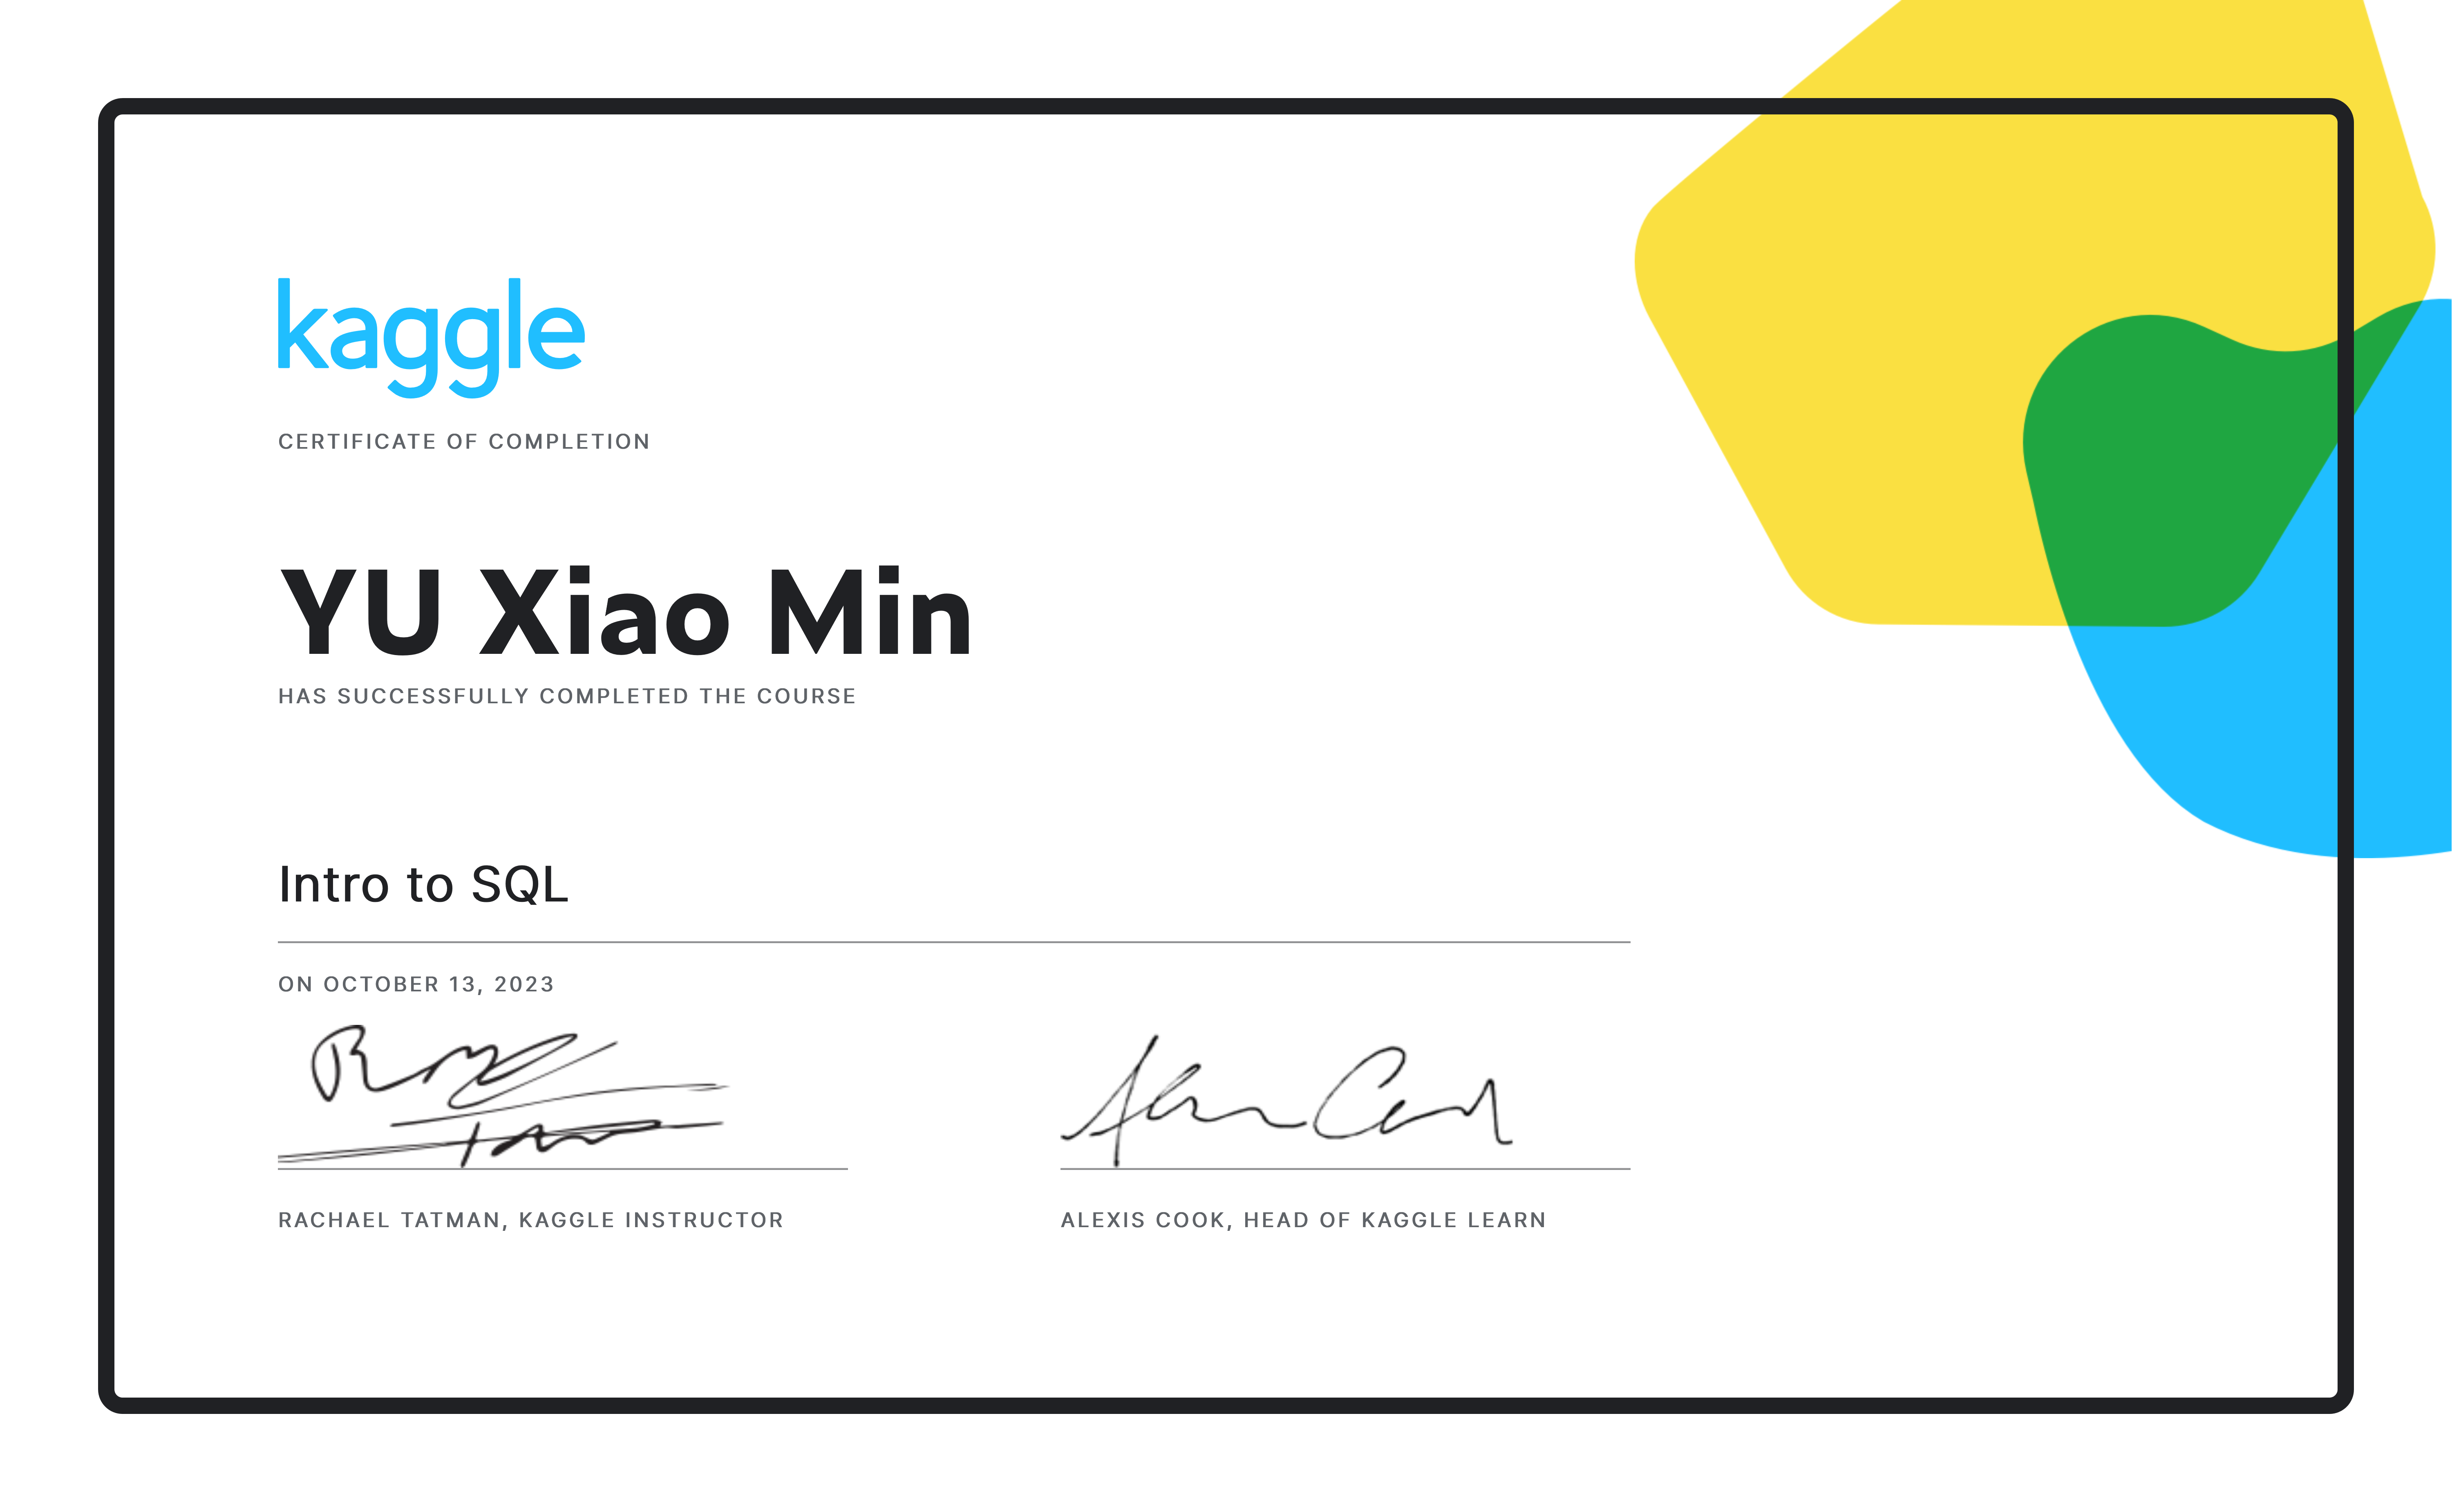 kaggle
CERTIFICATE OF COMPLETION
YU Xiao Min
HAS SUCCESSFULLY COMPLETED THE COURSE
Intro to SQL
ON OCTOBER 13, 2023
RACHAEL TATMAN, KAGGLE INSTRUCTOR
ALEXIS COOK, HEAD OF KAGGLE LEARN